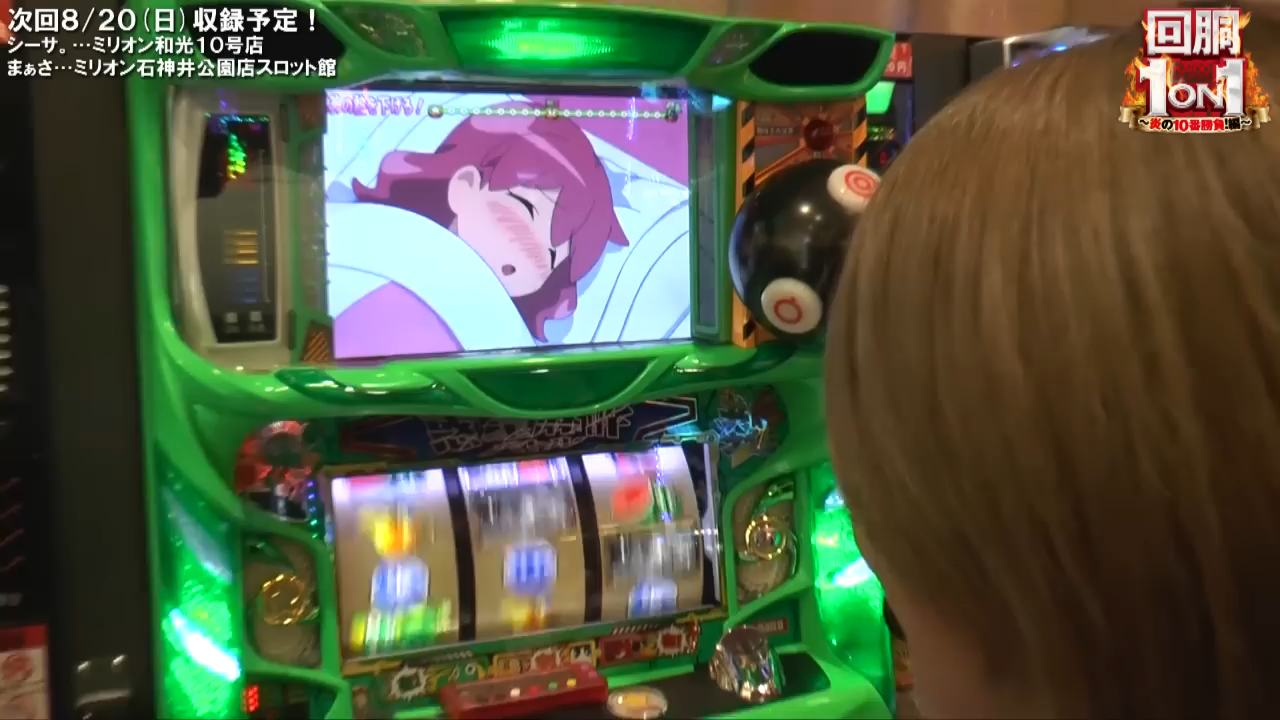 次回8/20(日)収録予定!
シーサ。…ミリオン和光10号店
まぁさ…ミリオン石神井公園店スロット館
回胴
1ON1
~炎の10番勝負!編~